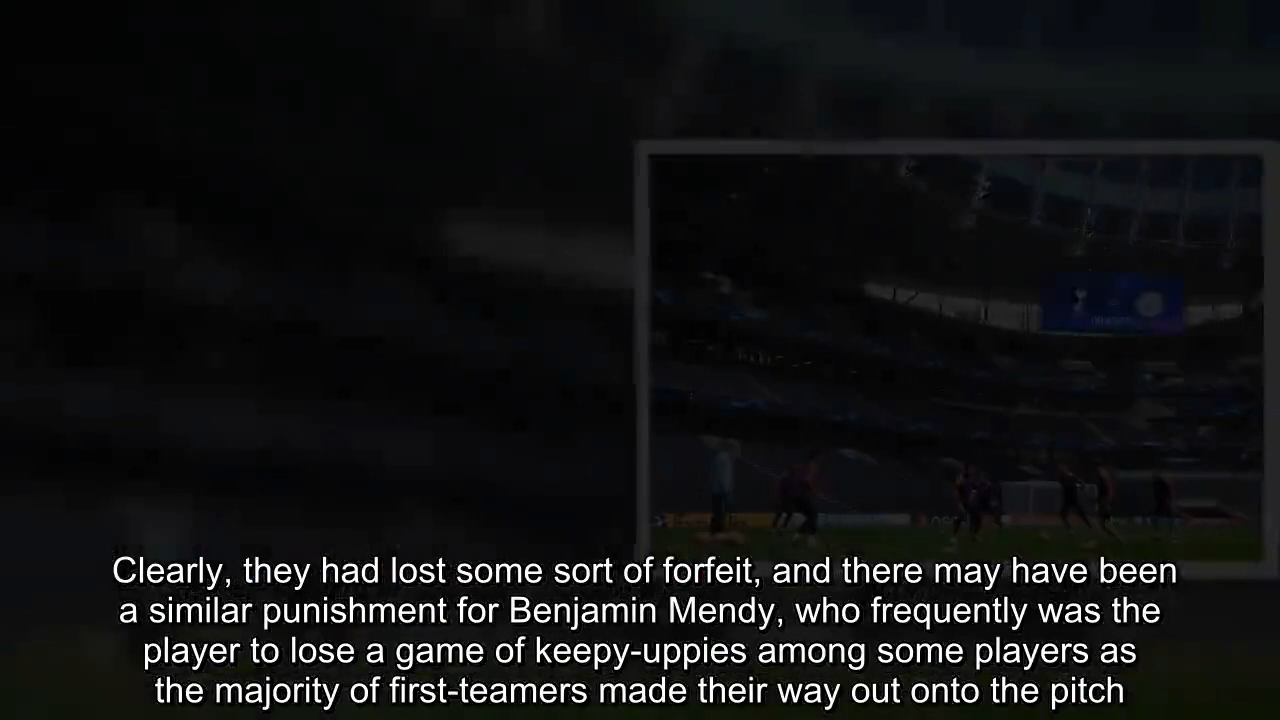 Clearly, they had lost some sort of forfeit, and there may have been
a similar punishment for Benjamin Mendy, who frequently was the
player to lose a game of keepy-uppies among some players as
the majority of first-teamers made their way out onto the pitch